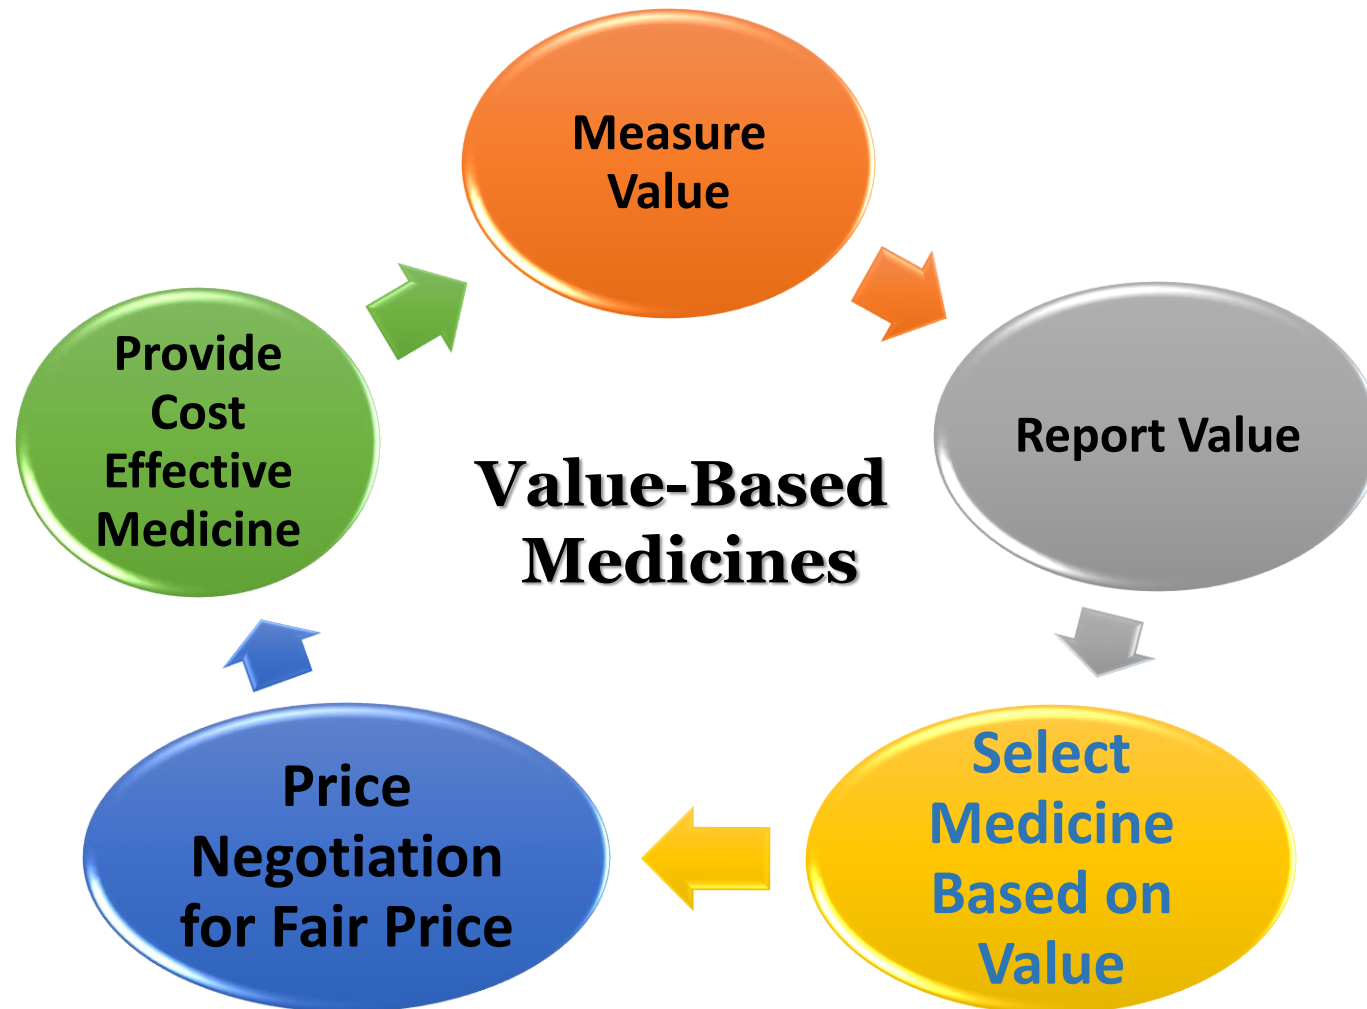 Measure
Value
Report Value
Select
Medicine
Based on
Value
Price
Negotiation
for Fair Price
Provide
Cost
Effective
Medicine
Value-Based
Medicines